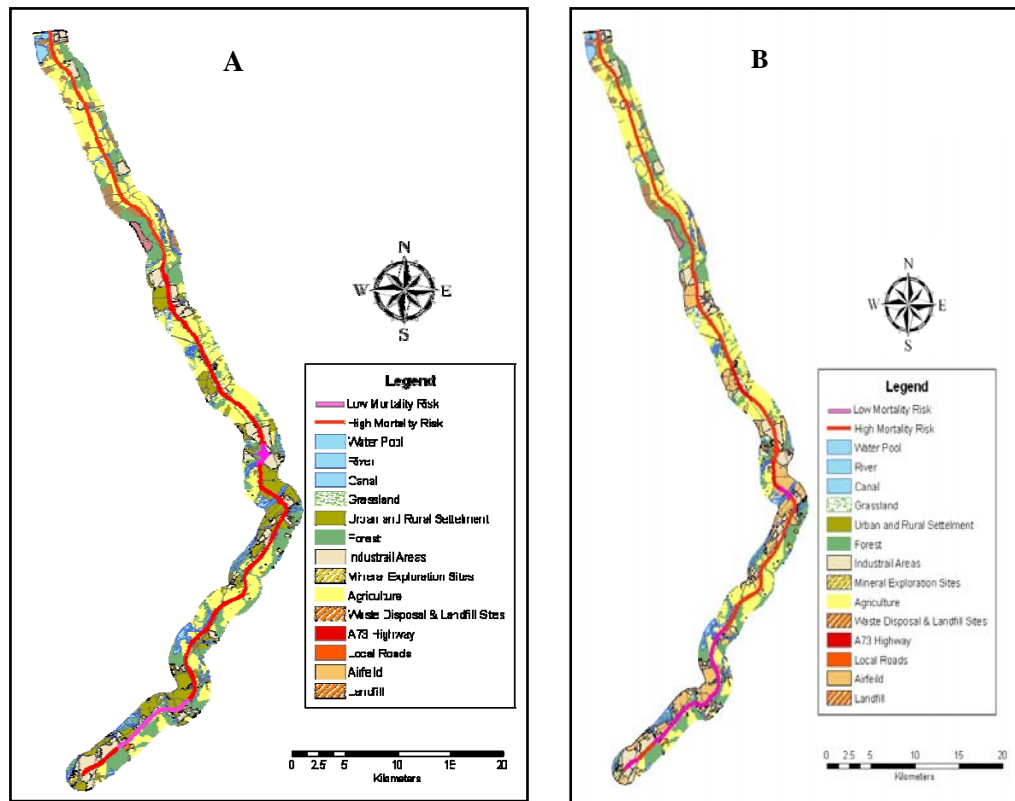 A
N
W E
S
Legend
Low Mortality Risk
High Mortality Risk
Water Pool
River
Canal
Grassland
Urban and Rural Settelment
Forest
Industrail Areas
Mineral Exploration Sites
Agriculture
Waste Disposal & Landfill Sites
A73 Highway
Local Roads
Airfeild
Landfill
0 2.5 5 10 15 20
Kilometers
B
N
W E
S
Legend
Low Mortality Risk
High Mortality Risk
Water Pool
River
Canal
Grassland
Urban and Rural Settlement
Forest
Industrail Areas
Mineral Exploration Sites
Agriculture
Waste Disposal & Landfill Sites
A73 Highway
Local Roads
Airfeild
Landfill
0 2.5 5 10 15 20
Kilometers